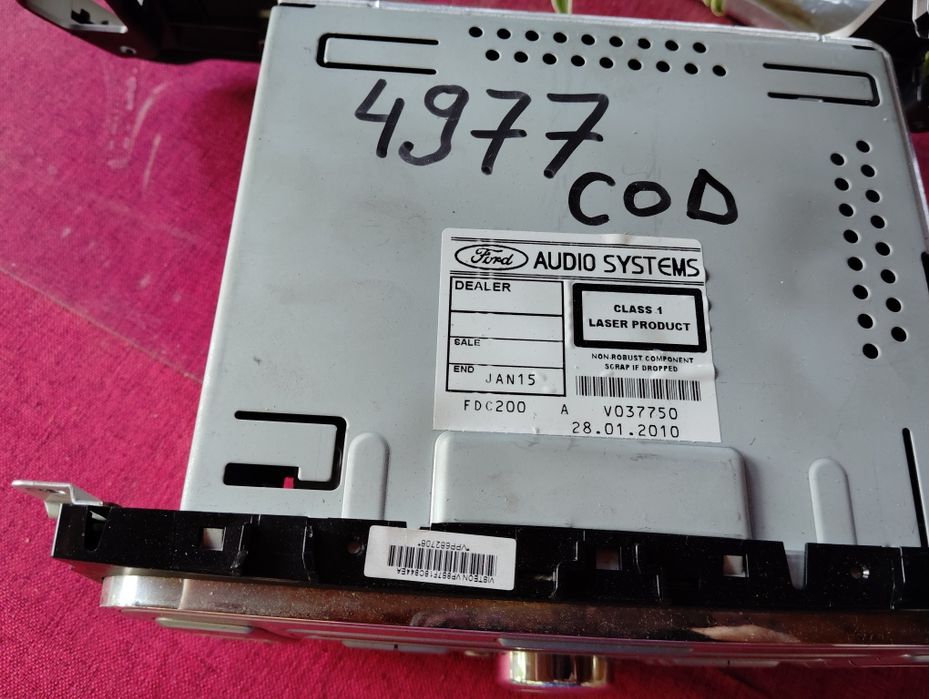 4977
COD
Ford AUDIO SYSTEMS
DEALER
CLASS 1
LASER PRODUCT
SALE
NON ROBUST COMPONENT
SCRAP IF DROPPED
END JAN15
FDC200 A V037750
28.01.2010
*VPP682708*